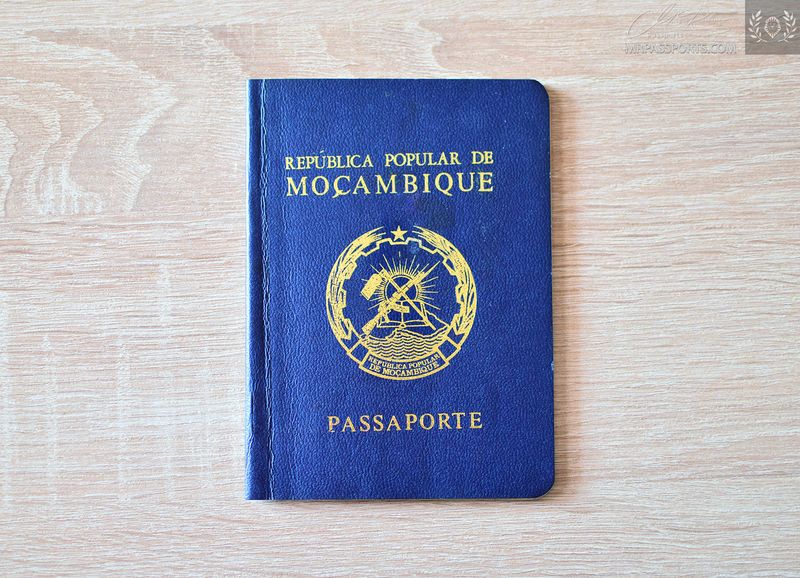 MRPASSPORTS.COM
REPÚBLICA POPULAR DE
MOÇAMBIQUE
REPÚBLICA POPULAR
DE MOÇAMBIQUE
PASSAPORTE